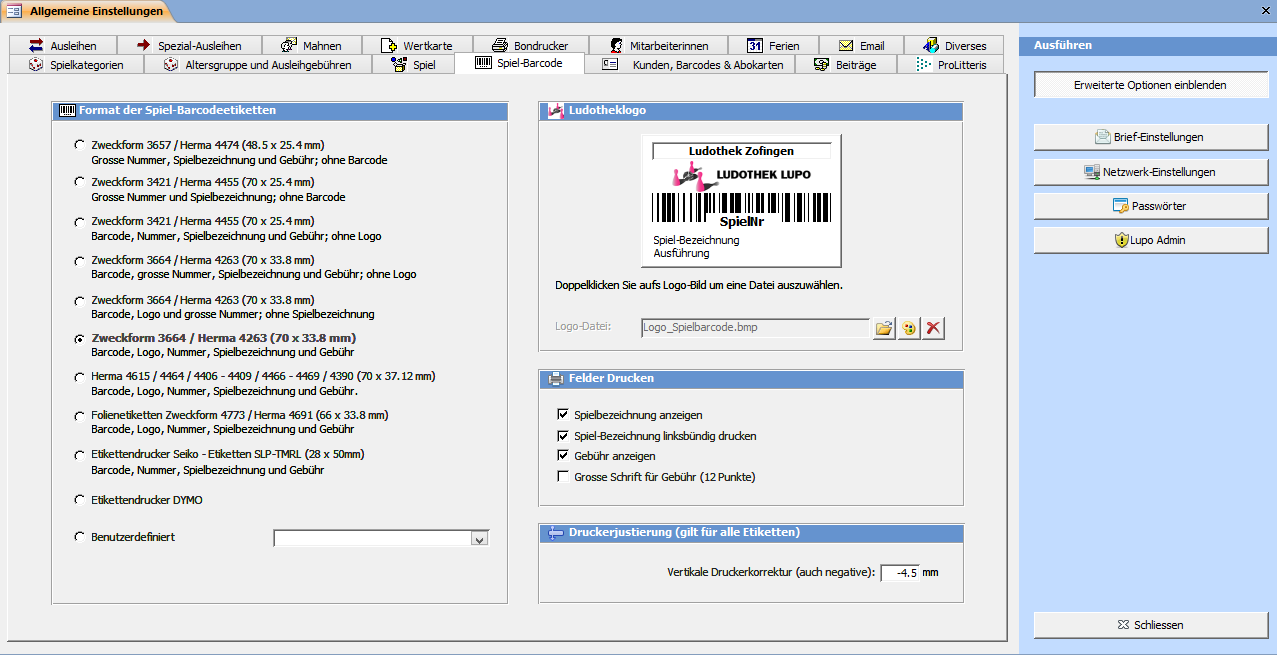 Allgemeine Einstellungen
Ausleihen
Spezial-Ausleihen
Mahnen
Wertkarte
Bondrucker
Mitarbeiterinnen
31 Ferien
Email
Diverses
Spielkategorien
Altersgruppe und Ausleihgebühren
Spiel
Spiel-Barcode
Kunden, Barcodes & Abokarten
Beiträge
ProLitteris
Format der Spiel-Barcodeetiketten
Zweckform 3657 / Herma 4474 (48.5 x 25.4 mm)
Grosse Nummer, Spielbezeichnung und Gebühr; ohne Barcode
Zweckform 3421 / Herma 4455 (70 x 25.4 mm)
Grosse Nummer und Spielbezeichnung; ohne Barcode
Zweckform 3421 / Herma 4455 (70 x 25.4 mm)
Barcode, Nummer, Spielbezeichnung und Gebühr; ohne Logo
Zweckform 3664 / Herma 4263 (70 x 33.8 mm)
Barcode, grosse Nummer, Spielbezeichnung und Gebühr; ohne Logo
Zweckform 3664 / Herma 4263 (70 x 33.8 mm)
Barcode, Logo und grosse Nummer; ohne Spielbezeichnung
Zweckform 3664 / Herma 4263 (70 x 33.8 mm)
Barcode, Logo, Nummer, Spielbezeichnung und Gebühr
Herma 4615 / 4464 / 4406 - 4409 / 4466 - 4469 / 4390 (70 x 37.12 mm)
Barcode, Logo, Nummer, Spielbezeichnung und Gebühr.
Folienetiketten Zweckform 4773 / Herma 4691 (66 x 33.8 mm)
Barcode, Logo, Nummer, Spielbezeichnung und Gebühr
Etikettendrucker Seiko - Etiketten SLP-TMRL (28 x 50mm)
Barcode, Nummer, Spielbezeichnung und Gebühr
Etikettendrucker DYMO
Benutzerdefiniert
Ludotheklogo
Ludothek Zofingen
LUDOTHEK LUPO
SpielNr
Spiel-Bezeichnung
Ausführung
Doppelklicken Sie aufs Logo-Bild um eine Datei auszuwählen.
Logo-Datei:
Logo_Spielbarcode.bmp
Felder Drucken
Spielbezeichnung anzeigen
Spiel-Bezeichnung linksbündig drucken
Gebühr anzeigen
Grosse Schrift für Gebühr (12 Punkte)
Druckerjustierung (gilt für alle Etiketten)
Vertikale Druckerkorrektur (auch negative): -4.5 mm
Ausführen
Erweiterte Optionen einblenden
Brief-Einstellungen
Netzwerk-Einstellungen
Passwörter
Lupo Admin
Schliessen